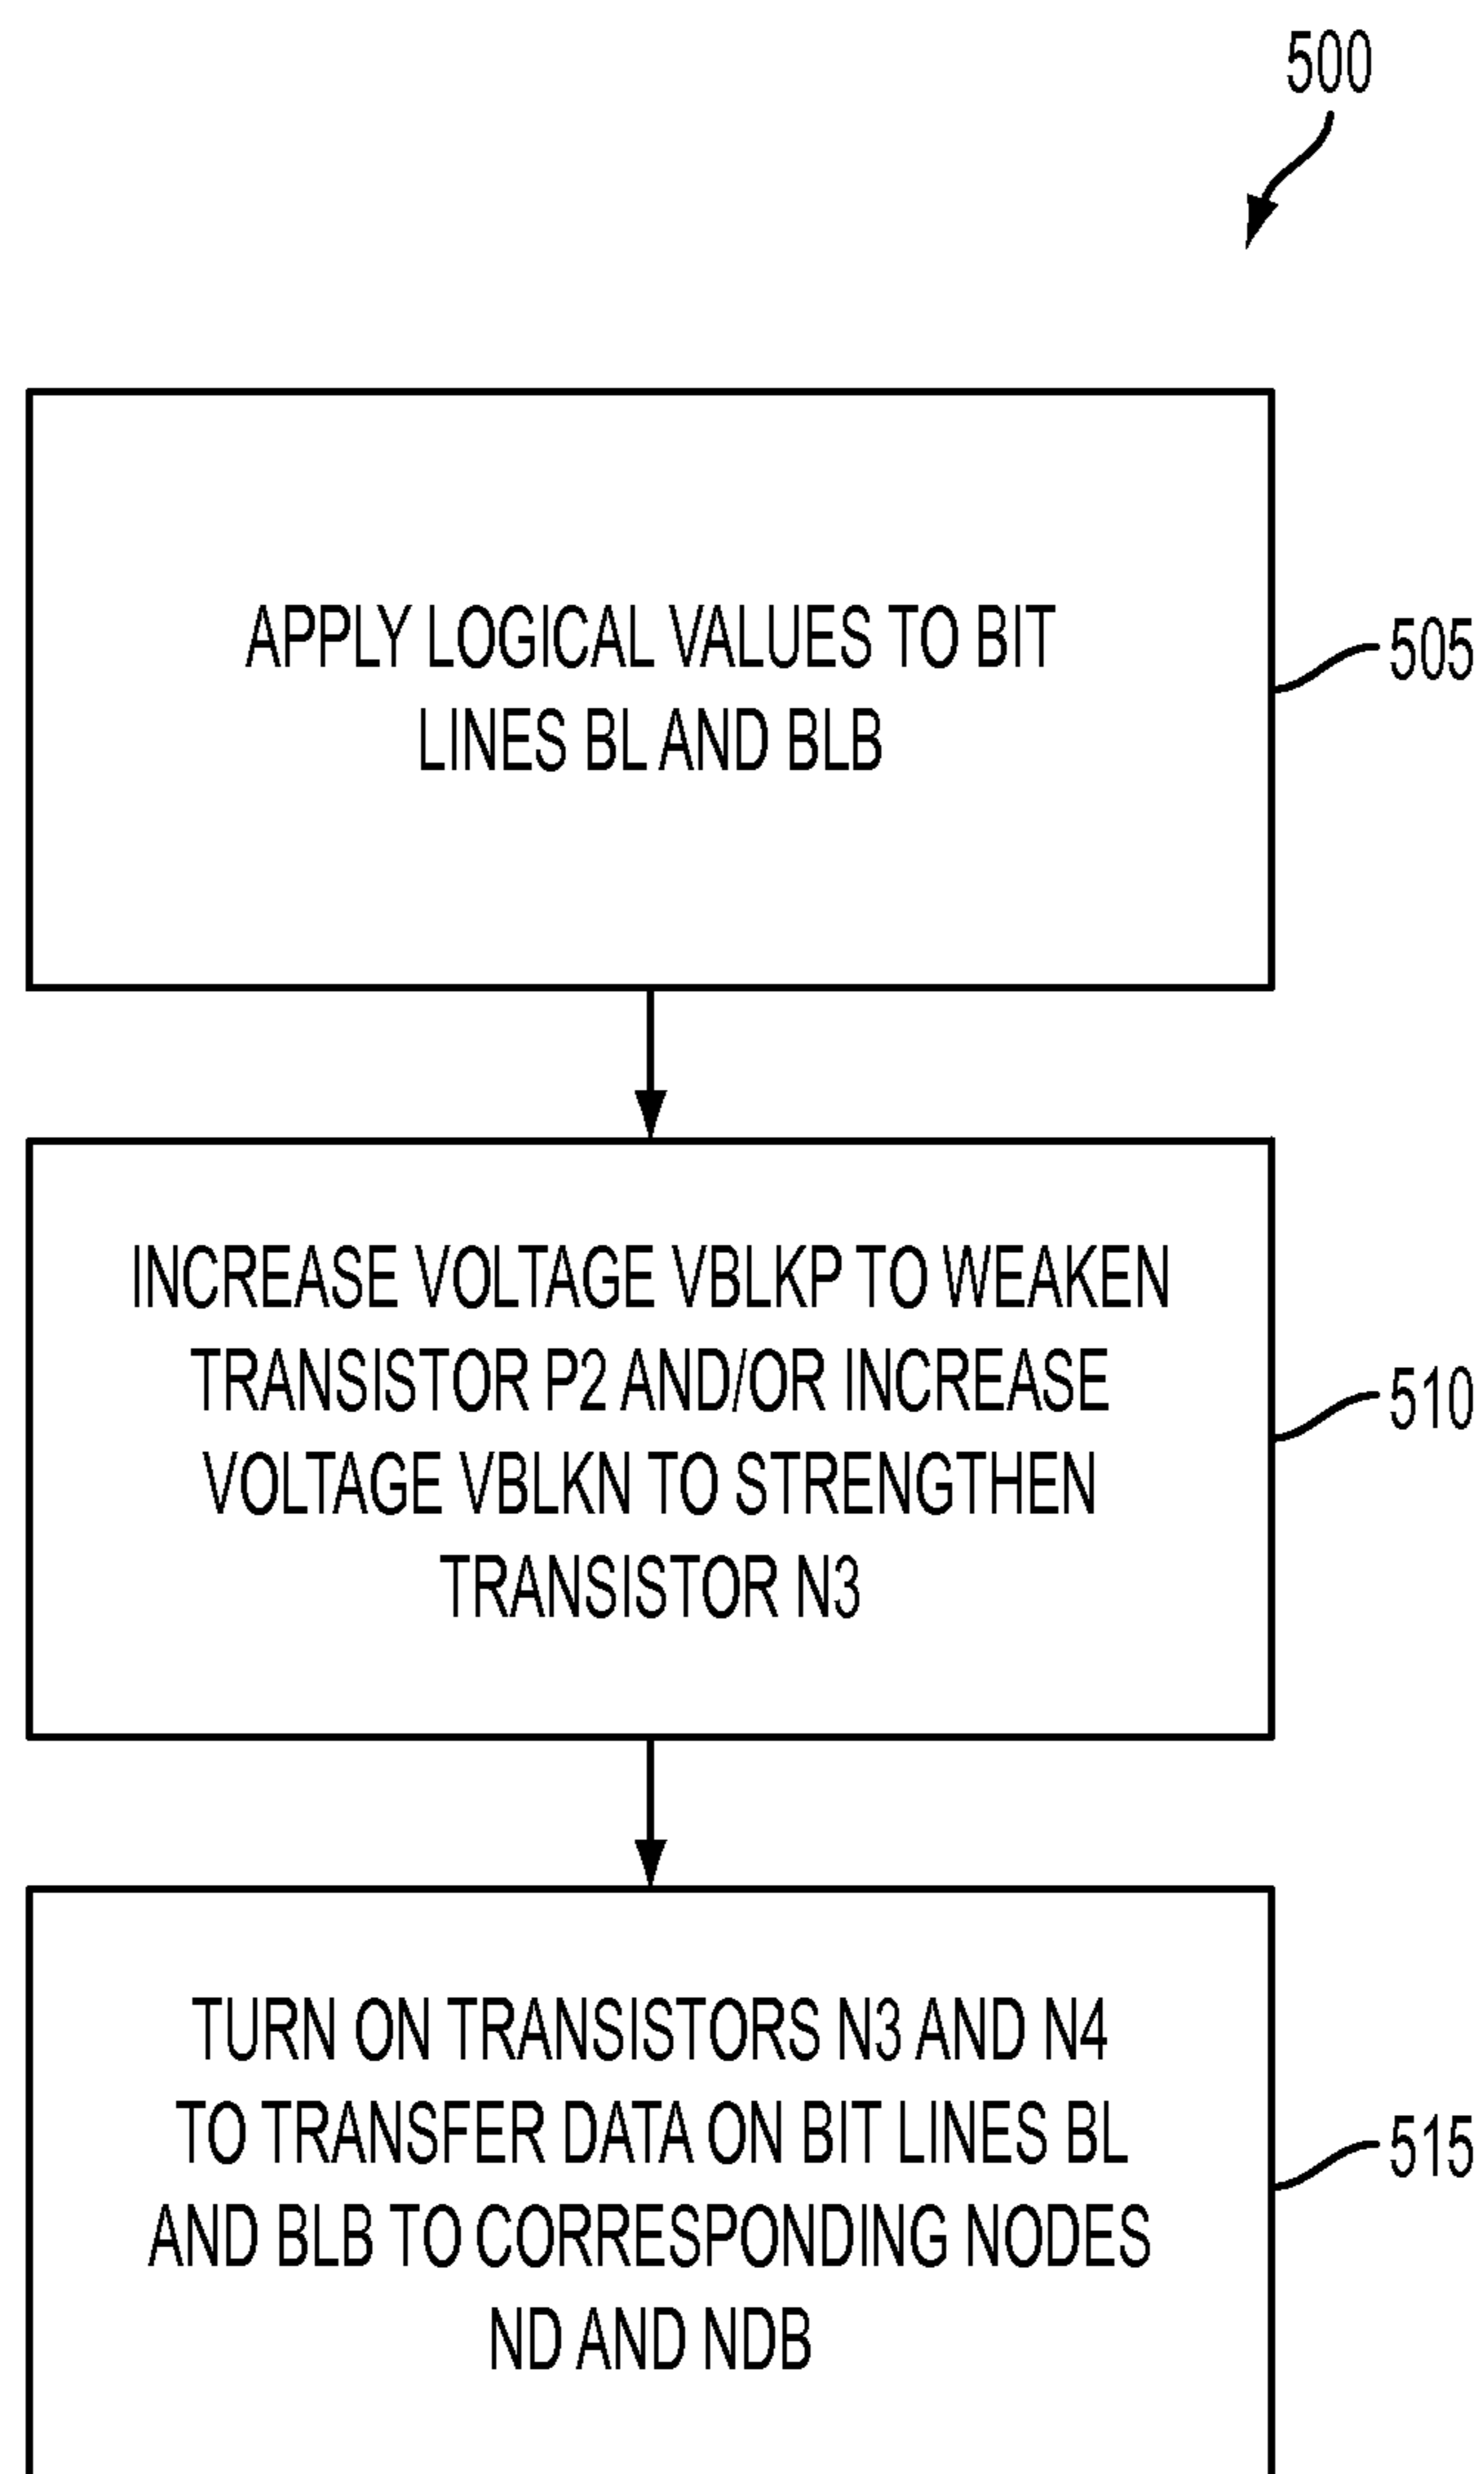 500
APPLY LOGICAL VALUES TO BIT
LINES BL AND BLB
505
INCREASE VOLTAGE VBLKP TO WEAKEN
TRANSISTOR P2 AND/OR INCREASE
VOLTAGE VBLKN TO STRENGTHEN
TRANSISTOR N3
510
TURN ON TRANSISTORS N3 AND N4
TO TRANSFER DATA ON BIT LINES BL
AND BLB TO CORRESPONDING NODES
ND AND NDB
515